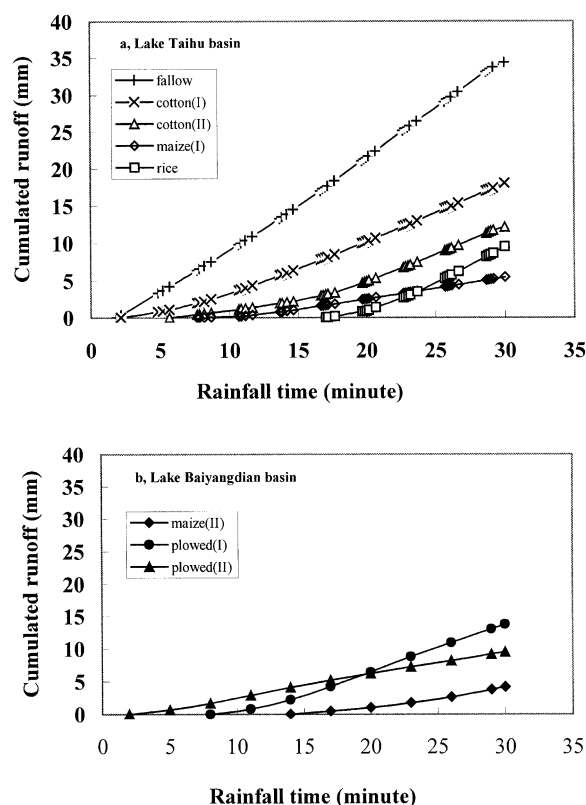 a, Lake Taihu basin
fallow
cotton(I)
cotton(II)
maize(I)
rice
Cumulated runoff (mm)
40
35
30
25
20
15
10
5
0
0 5 10 15 20 25 30 35
Rainfall time (minute)
b, Lake Baiyangdian basin
maize(II)
plowed(I)
plowed(II)
Cumulated runoff (mm)
40
35
30
25
20
15
10
5
0
0 5 10 15 20 25 30 35
Rainfall time (minute)